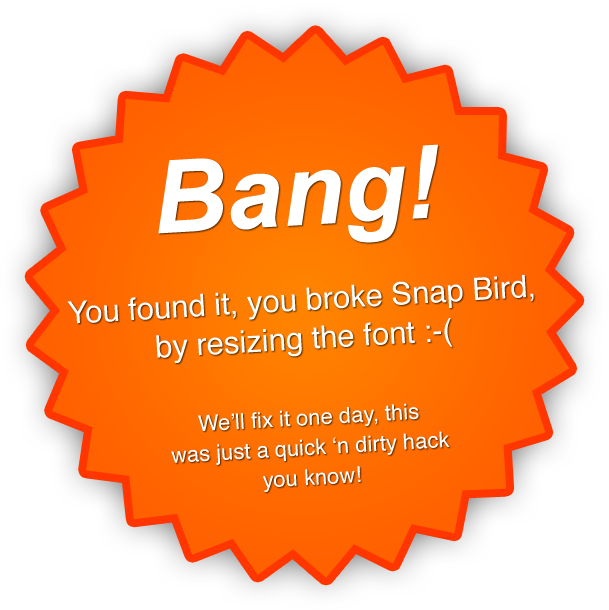 Bang!
You found it, you broke Snap Bird,
by resizing the font :-(
We’ll fix it one day, this
was just a quick ‘n dirty hack
you know!